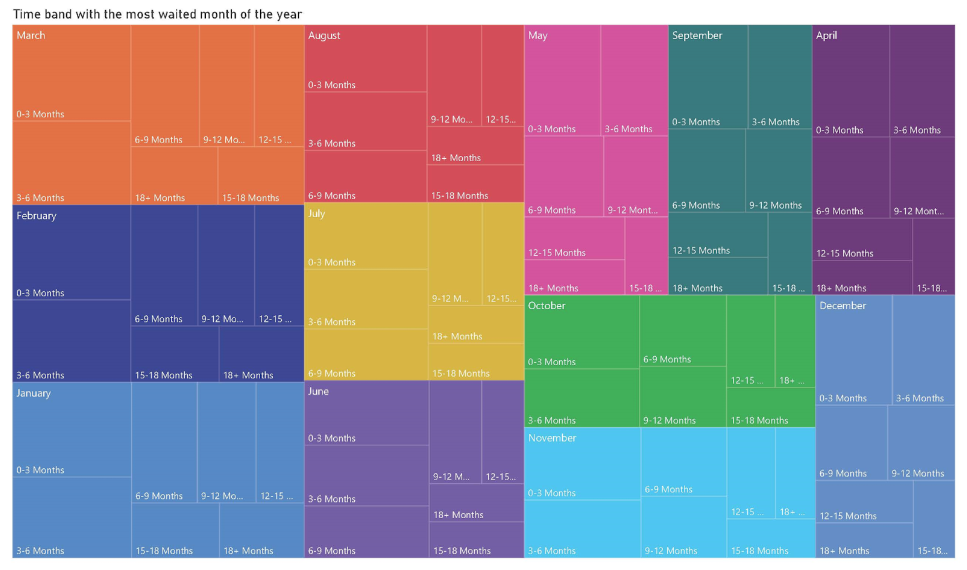 Time band with the most waited month of the year
March
0-3 Months
3-6 Months
6-9 Months
9-12 Mo...
12-15 ...
18+ Months
15-18 Months
February
0-3 Months
3-6 Months
6-9 Months
9-12 Mo...
12-15 ...
15-18 Months
18+ Months
January
0-3 Months
3-6 Months
6-9 Months
9-12 Mo...
12-15 ...
15-18 Months
18+ Months
August
0-3 Months
3-6 Months
6-9 Months
9-12 Mo...
12-15...
18+ Months
15-18 Months
July
0-3 Months
3-6 Months
6-9 Months
9-12 M...
12-15...
18+ Months
15-18 Months
June
0-3 Months
3-6 Months
6-9 Months
9-12 M...
12-15...
18+ Months
15-18 Months
May
0-3 Months
3-6 Months
6-9 Months
9-12 Mont...
12-15 Months
18+ Months
15-18 ...
September
0-3 Months
3-6 Months
6-9 Months
9-12 Months
12-15 Months
18+ Months
15-18 ...
April
0-3 Months
3-6 Months
6-9 Months
9-12 Mont...
12-15 Months
18+ Months
15-18...
October
0-3 Months
3-6 Months
6-9 Months
9-12 Months
12-15 ...
18+ ...
15-18 Months
November
0-3 Months
3-6 Months
6-9 Months
9-12 Months
12-15 ...
18+ ...
15-18 Months
December
0-3 Months
3-6 Months
6-9 Months
9-12 Months
12-15 Months
18+ Months
15-18...